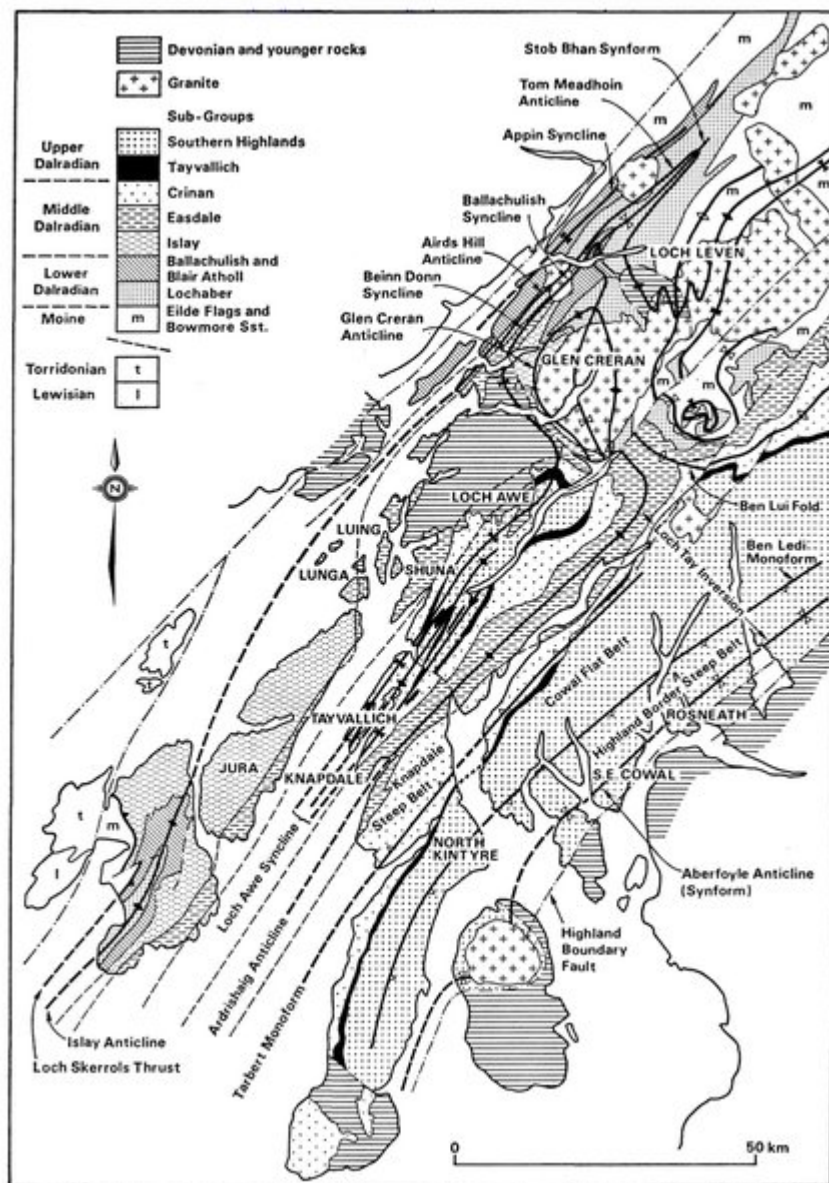 Devonian and younger rocks
Granite
Sub-Groups
Upper
Dalradian
Southern Highlands
Tayvallich
Middle
Dalradian
Crinan
Easdale
Islay
Lower
Dalradian
Ballachulish and
Blair Atholl
Lochaber
Moine
m
Eilde Flags and
Bowmore Sst.
Torridonian
t
Lewisian
l
N
Stob Bhan Synform
Tom Meadhoin
Anticline
Appin Syncline
Ballachulish
Syncline
Airds Hill
Anticline
Beinn Donn
Syncline
Glen Creran
Anticline
m
m
m
m
m
m
m
m
m
LOCH LEVEN
GLEN CRERAN
LOCH AWE
LUING
LUNGA
SHUNA
Ben Lui Fold
Loch Tay Inversion
Ben Ledi
Monoform
Cowal Flat Belt
Highland Border Steep Belt
ROSNEATH
S.E. COWAL
t
t
TAYVALLICH
JURA
KNAPDALE
Knapdale
Steep Belt
NORTH
KINTYRE
t
m
l
Loch Awe Syncline
Ardrishaig Anticline
Tarbert Monoform
Aberfoyle Anticline
(Synform)
Highland
Boundary
Fault
Islay Anticline
Loch Skerrols Thrust
0
50 km